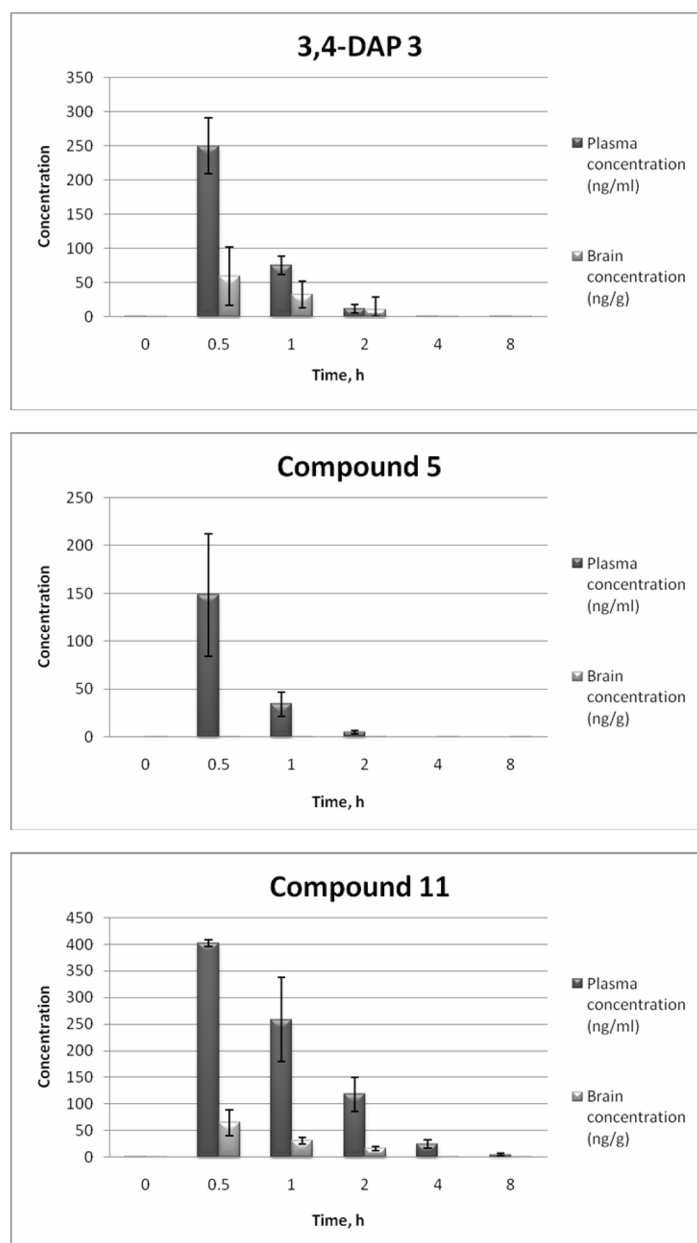 3,4-DAP 3
350
300
250
200
150
100
50
0
Concentration
0 0.5 1 2 4 8
Time, h
Plasma
concentration
(ng/ml)
Brain
concentration
(ng/g)
Compound 5
250
200
150
100
50
0
Concentration
0 0.5 1 2 4 8
Time, h
Plasma
concentration
(ng/ml)
Brain
concentration
(ng/g)
Compound 11
450
400
350
300
250
200
150
100
50
0
Concentration
0 0.5 1 2 4 8
Time, h
Plasma
concentration
(ng/ml)
Brain
concentration
(ng/g)